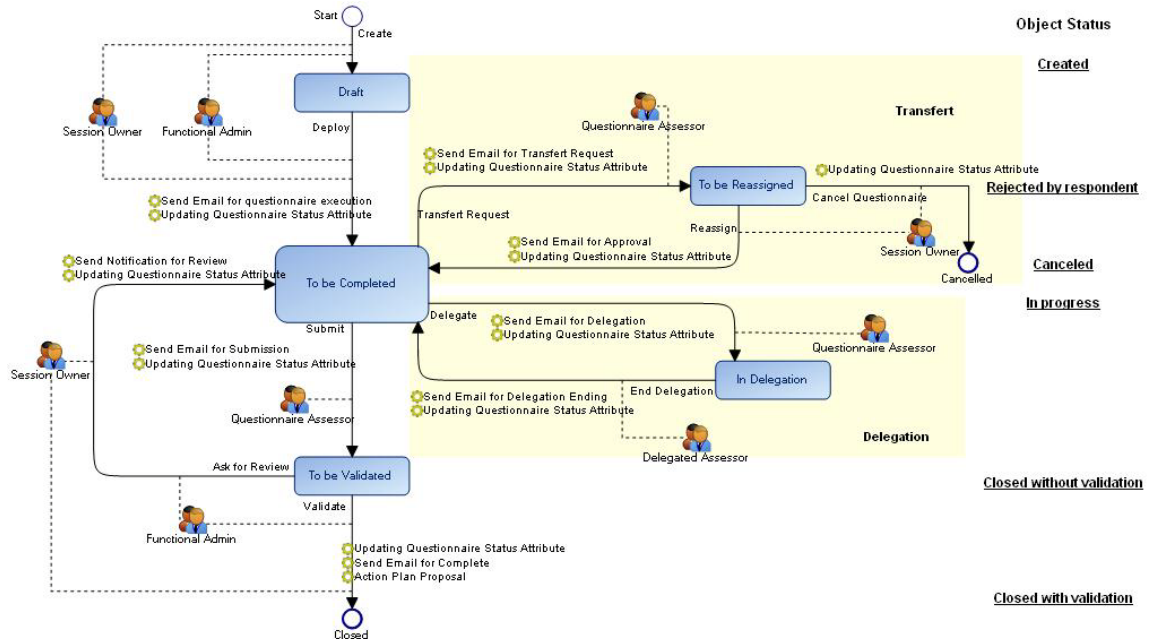 Start
Object Status
Create
Created
Draft
Transfert
Session Owner
Functional Admin
Deploy
Questionnaire Assessor
Send Email for Transfert Request
Updating Questionnaire Status Attribute
Updating Questionnaire Status Attribute
To be Reassigned
Rejected by respondent
Cancel Questionnaire
Send Email for questionnaire execution
Updating Questionnaire Status Attribute
Transfert Request
Reassign
Send Email for Approval
Updating Questionnaire Status Attribute
Session Owner
Send Notification for Review
Updating Questionnaire Status Attribute
To be Completed
Canceled
Cancelled
In progress
Delegate
Submit
Send Email for Delegation
Updating Questionnaire Status Attribute
Questionnaire Assessor
Send Email for Submission
Updating Questionnaire Status Attribute
Session Owner
In Delegation
End Delegation
Send Email for Delegation Ending
Updating Questionnaire Status Attribute
Questionnaire Assessor
Delegation
Delegated Assessor
Ask for Review
To be Validated
Closed without validation
Validate
Functional Admin
Updating Questionnaire Status Attribute
Send Email for Complete
Action Plan Proposal
Closed with validation
Closed